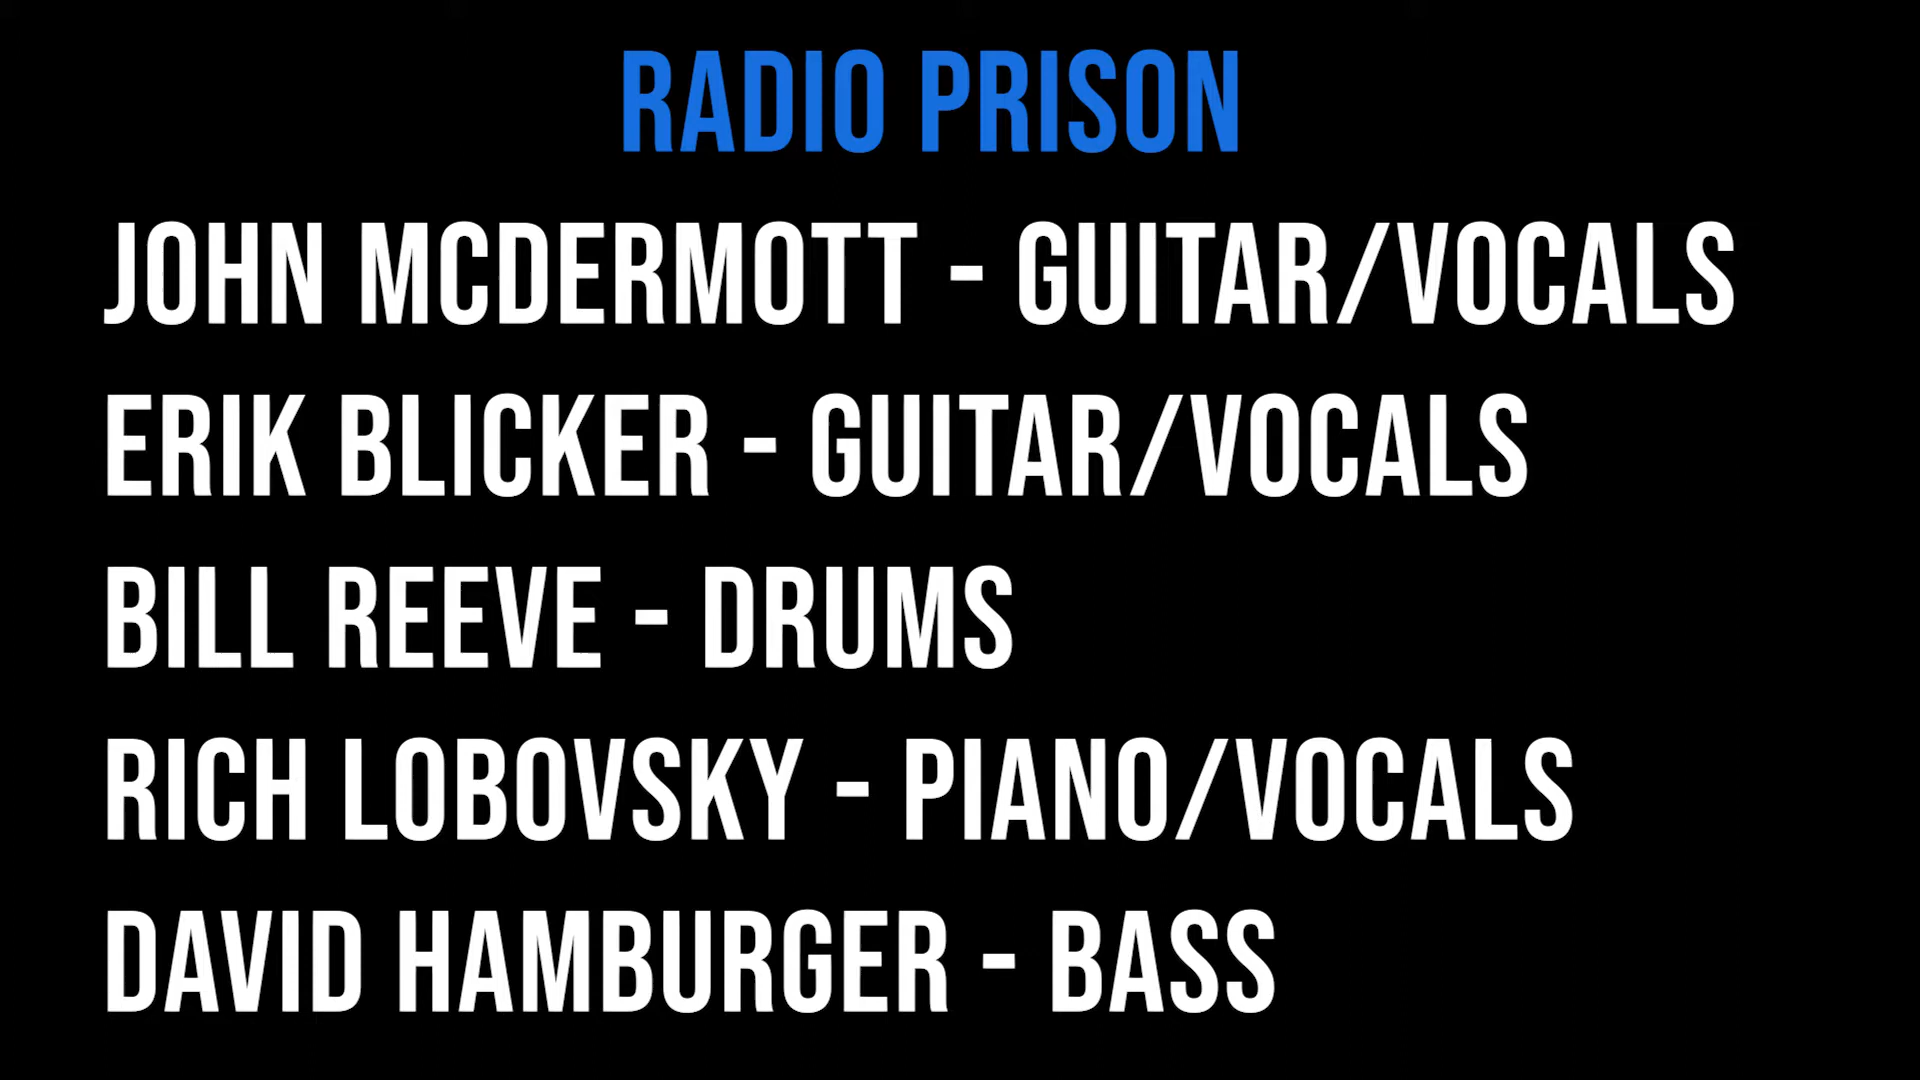 RADIO PRISON
JOHN MCDERMOTT - GUITAR/VOCALS
ERIK BLICKER - GUITAR/VOCALS
BILL REEVE - DRUMS
RICH LOBOVSKY - PIANO/VOCALS
DAVID HAMBURGER - BASS